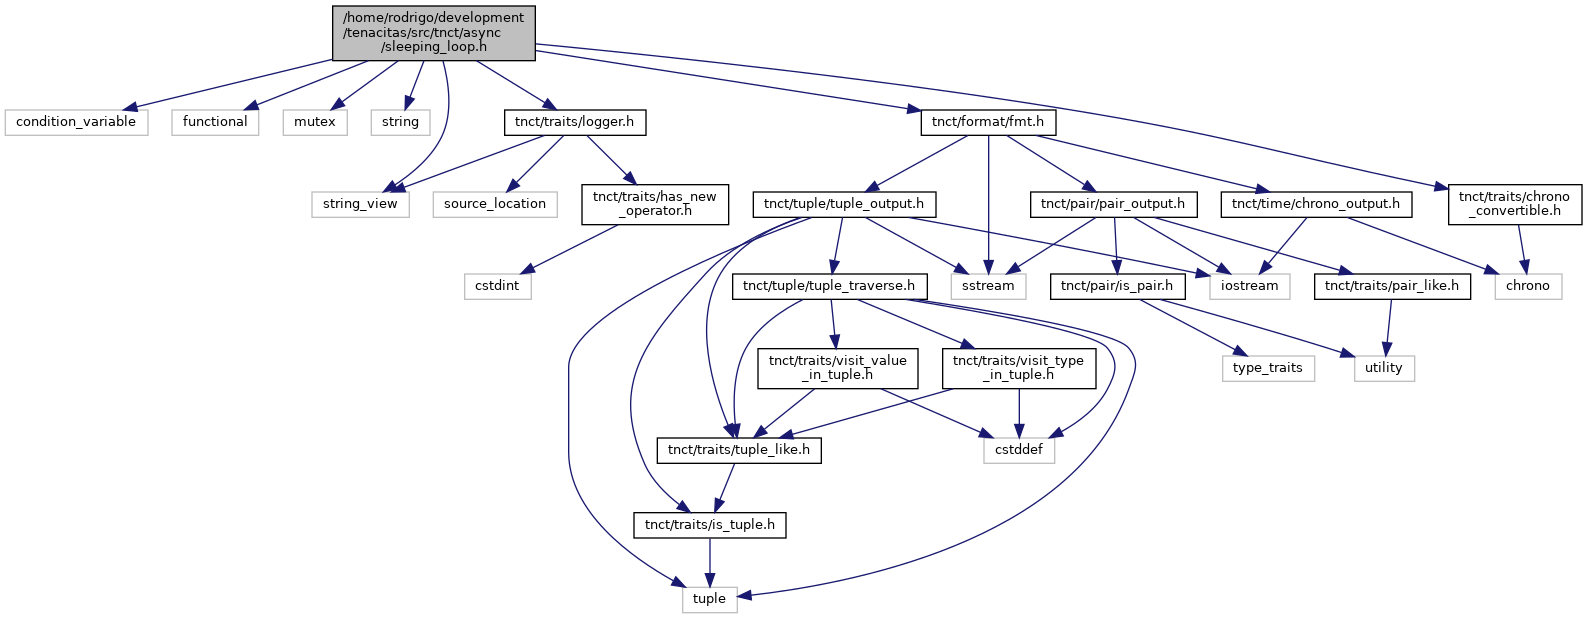 /home/rodrigo/development
/tenacitas/src/tnct/async
/sleeping_loop.h
condition_variable
functional
mutex
string
tnct/traits/logger.h
tnct/format/fmt.h
string_view
source_location
tnct/traits/has_new
_operator.h
tnct/tuple/tuple_output.h
tnct/pair/pair_output.h
tnct/time/chrono_output.h
tnct/traits/chrono
_convertible.h
cstdint
tnct/tuple/tuple_traverse.h
sstream
tnct/pair/is_pair.h
iostream
tnct/traits/pair_like.h
chrono
tnct/traits/visit_value
_in_tuple.h
tnct/traits/visit_type
_in_tuple.h
type_traits
utility
tnct/traits/tuple_like.h
cstddef
tnct/traits/is_tuple.h
tuple